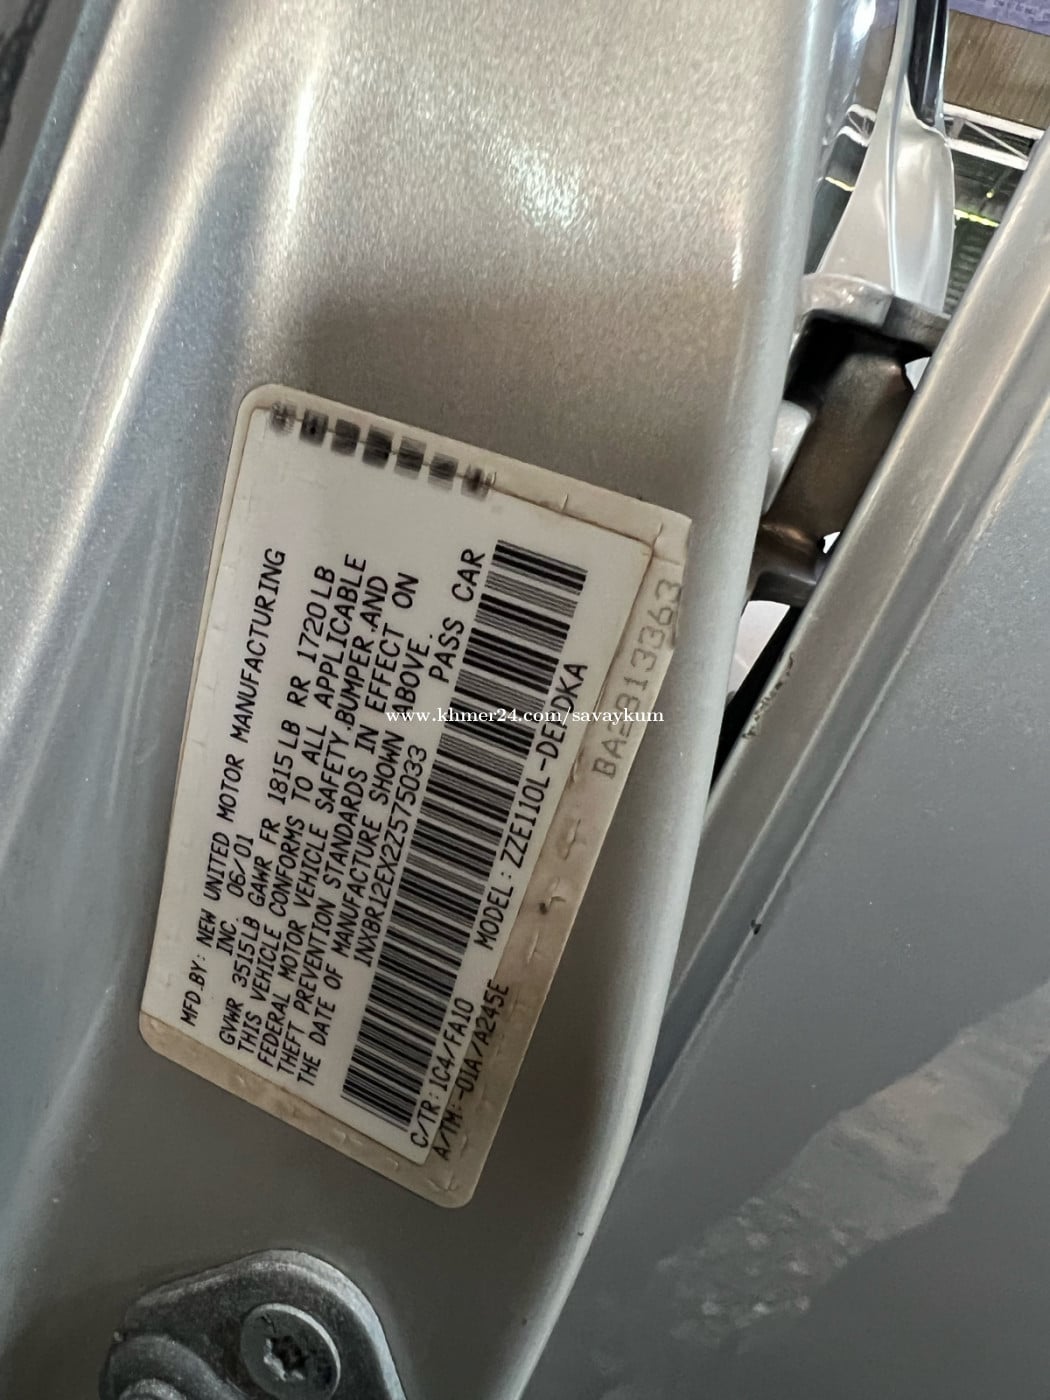 MFD.BY: NEW UNITED MOTOR MANUFACTURING
INC. 06/01
GVWR 3515LB GAWR FR 1815LB RR 1720LB
THIS VEHICLE CONFORMS TO ALL APPLICABLE
FEDERAL MOTOR VEHICLE SAFETY,BUMPER,AND
THEFT PREVENTION STANDARDS IN EFFECT ON
THE DATE OF MANUFACTURE SHOWN ABOVE.
1NXBR12EX2Z575033 PASS CAR
C/TR:1C4/FA10 MODEL:ZZE110L-DEPDKA
A/TM:-01A/A245E
www.khmer24.com/savaykum